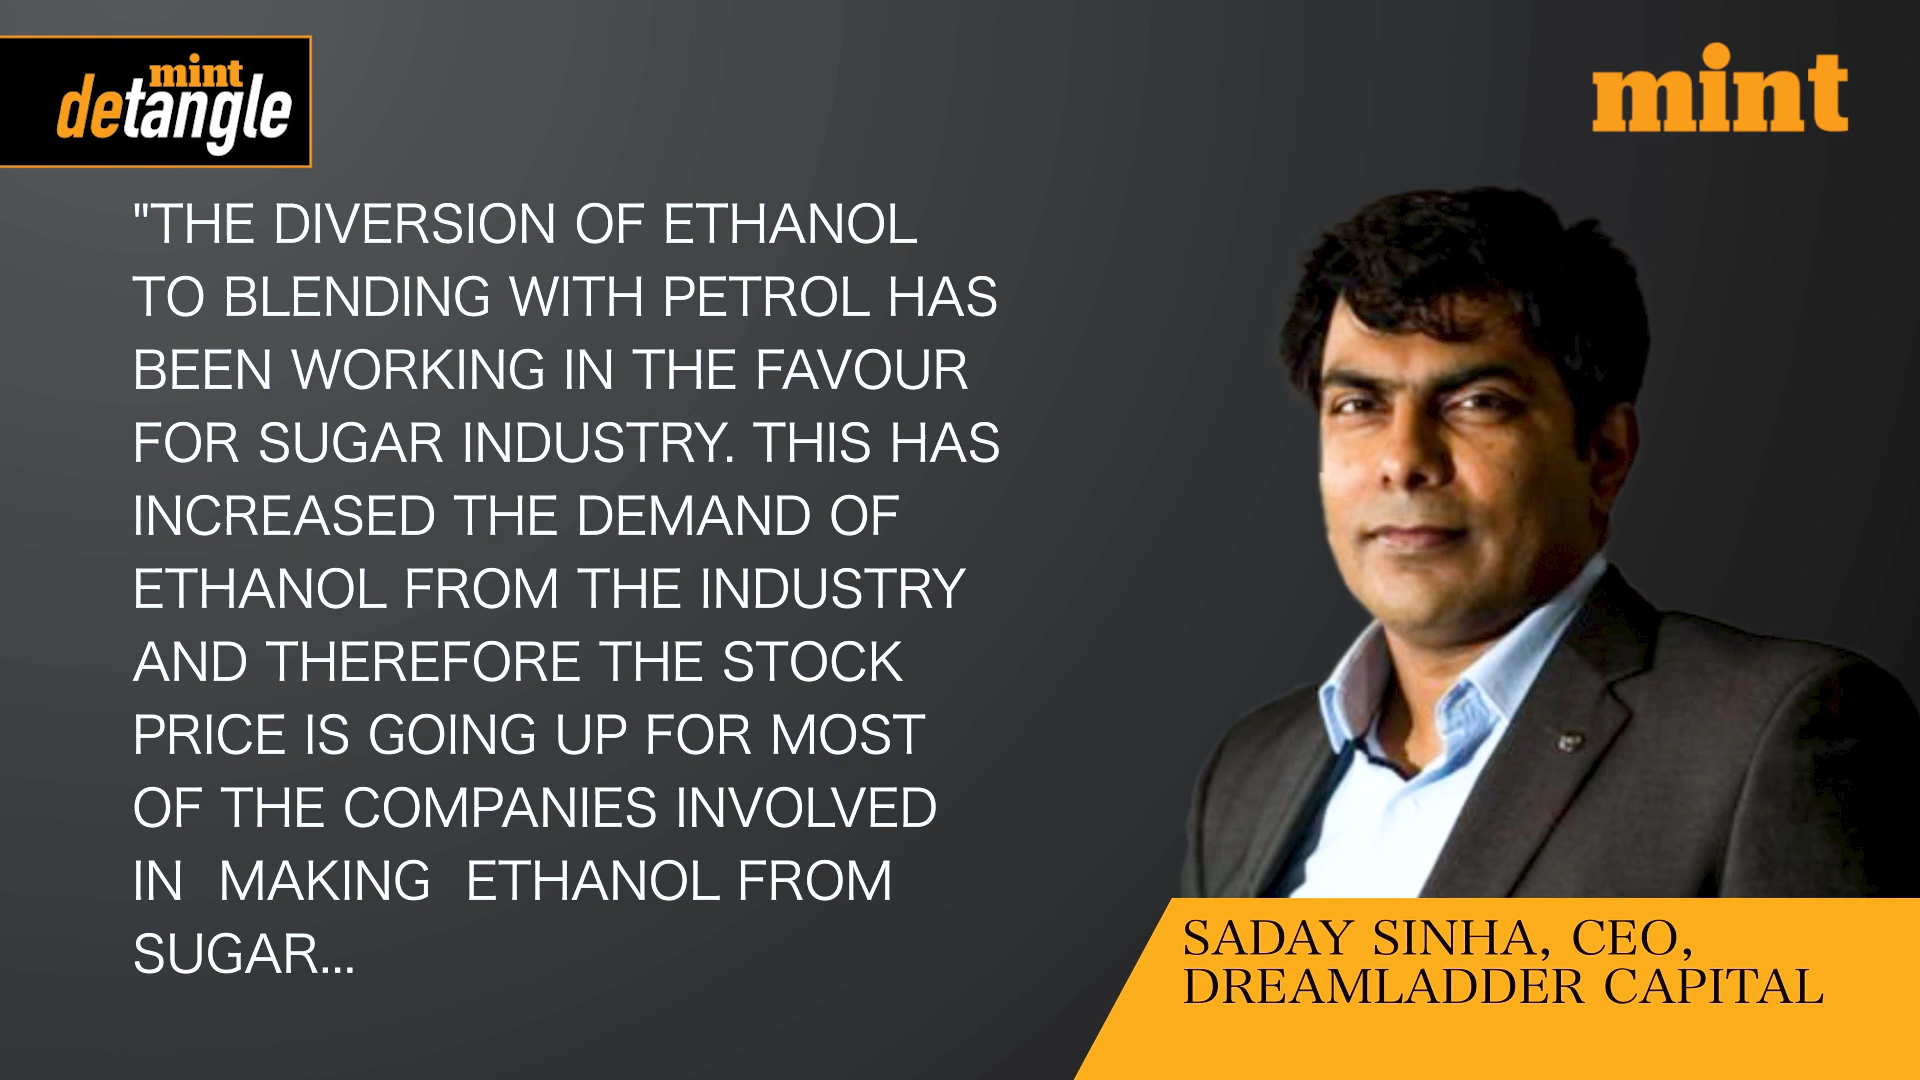 mint
detangle
mint
"THE DIVERSION OF ETHANOL
TO BLENDING WITH PETROL HAS
BEEN WORKING IN THE FAVOUR
FOR SUGAR INDUSTRY. THIS HAS
INCREASED THE DEMAND OF
ETHANOL FROM THE INDUSTRY
AND THEREFORE THE STOCK
PRICE IS GOING UP FOR MOST
OF THE COMPANIES INVOLVED
IN  MAKING  ETHANOL FROM
SUGAR...
SADAY SINHA, CEO,
DREAMLADDER CAPITAL